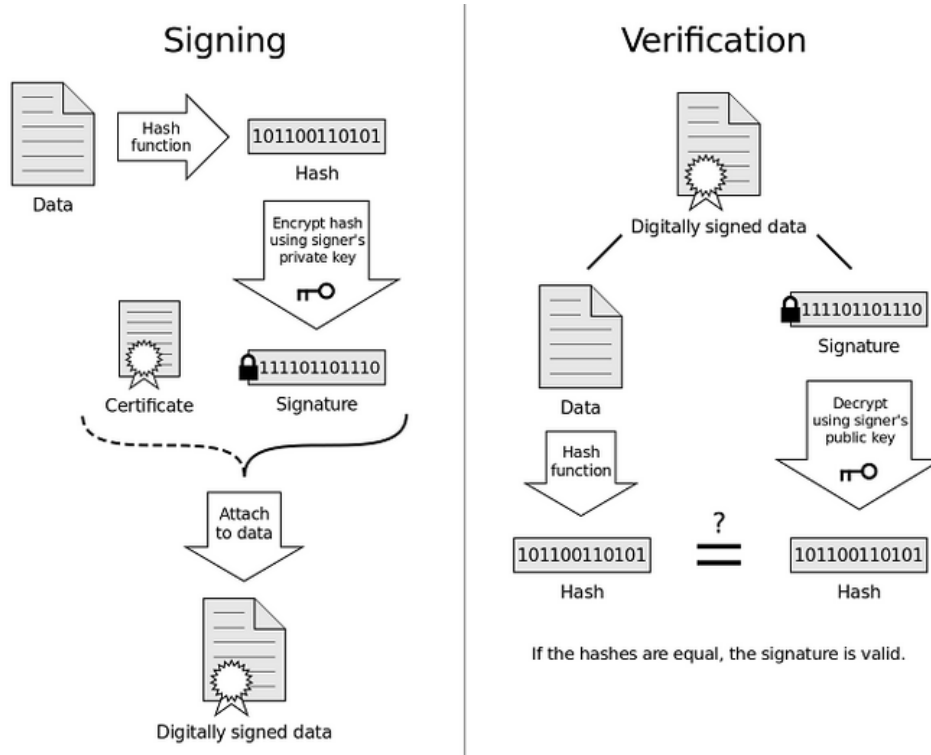 Signing
Data
Hash
function
101100110101
Hash
Encrypt hash
using signer's
private key
Certificate
111101101110
Signature
Attach
to data
Digitally signed data
Verification
Digitally signed data
Data
111101101110
Signature
Hash
function
Decrypt
using signer's
public key
101100110101
Hash
?
=
101100110101
Hash
If the hashes are equal, the signature is valid.